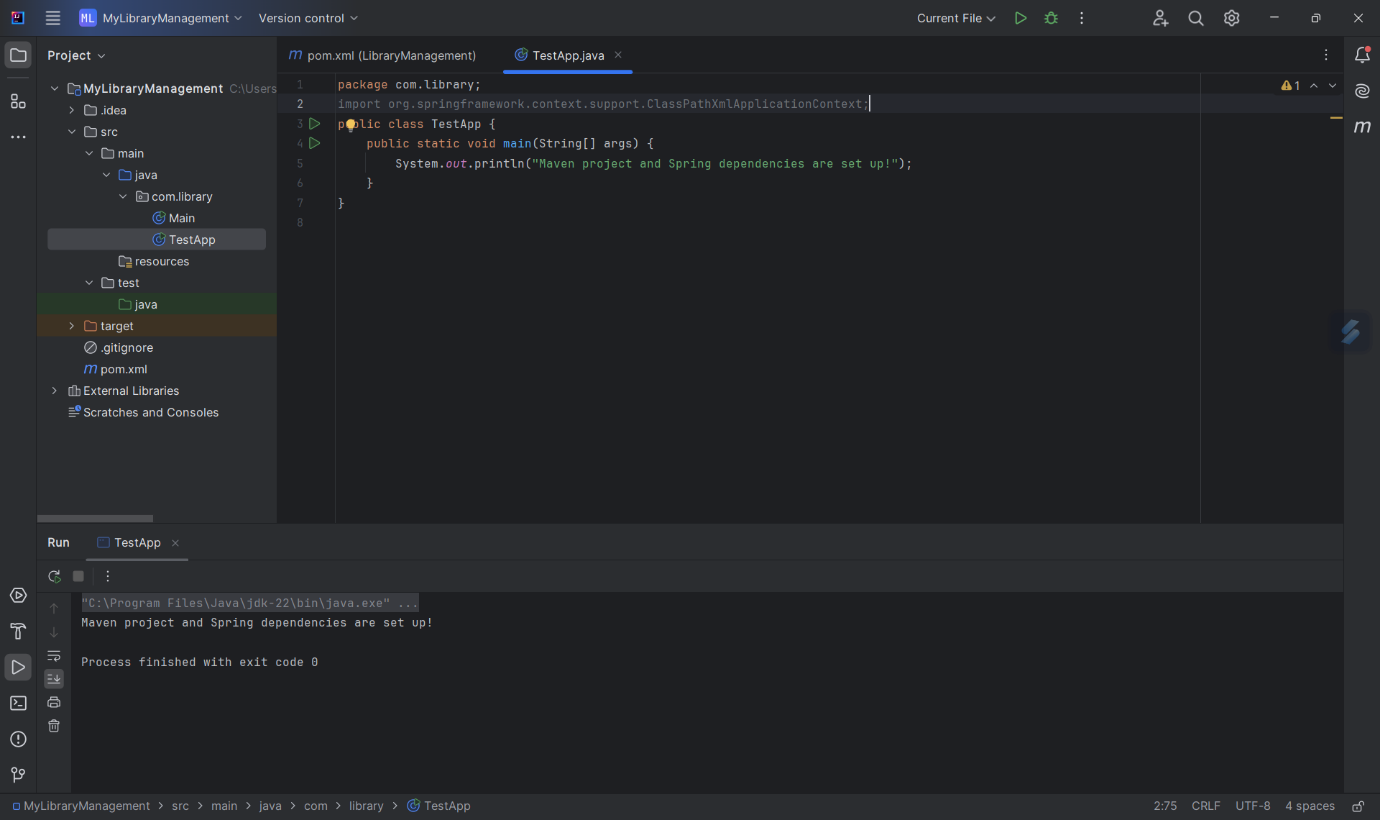 ML MyLibraryManagement Version control Current File
Project
pom.xml (LibraryManagement) TestApp.java
MyLibraryManagement C:\Users
.idea
src
main
java
com.library
Main
TestApp
resources
test
java
target
.gitignore
pom.xml
External Libraries
Scratches and Consoles
1 package com.library;
2 import org.springframework.context.support.ClassPathXmlApplicationContext;
3 public class TestApp {
4 public static void main(String[] args) {
5 System.out.println("Maven project and Spring dependencies are set up!");
6 }
7 }
8
1
Run TestApp
"C:\Program Files\Java\jdk-22\bin\java.exe" ...
Maven project and Spring dependencies are set up!
Process finished with exit code 0
MyLibraryManagement > src > main > java > com > library > TestApp 2:75 CRLF UTF-8 4 spaces